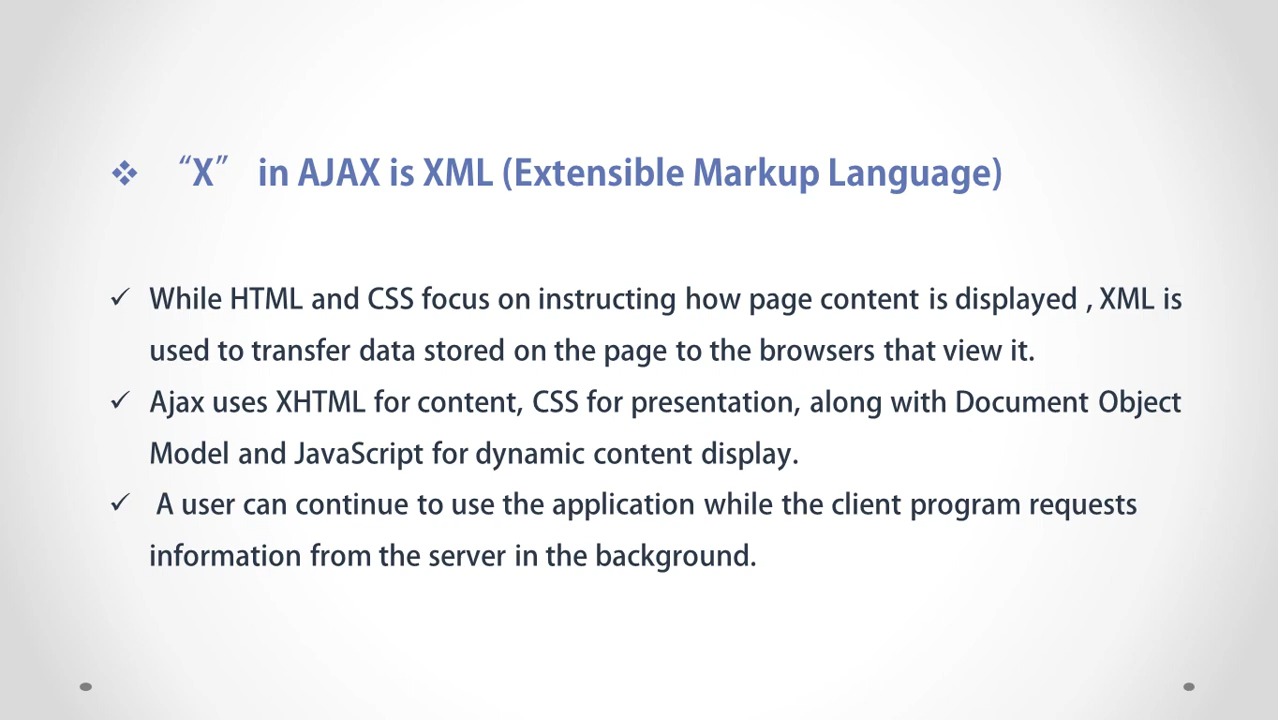 ❖ “X” in AJAX is XML (Extensible Markup Language)
✓ While HTML and CSS focus on instructing how page content is displayed , XML is
used to transfer data stored on the page to the browsers that view it.
✓ Ajax uses XHTML for content, CSS for presentation, along with Document Object
Model and JavaScript for dynamic content display.
✓ A user can continue to use the application while the client program requests
information from the server in the background.